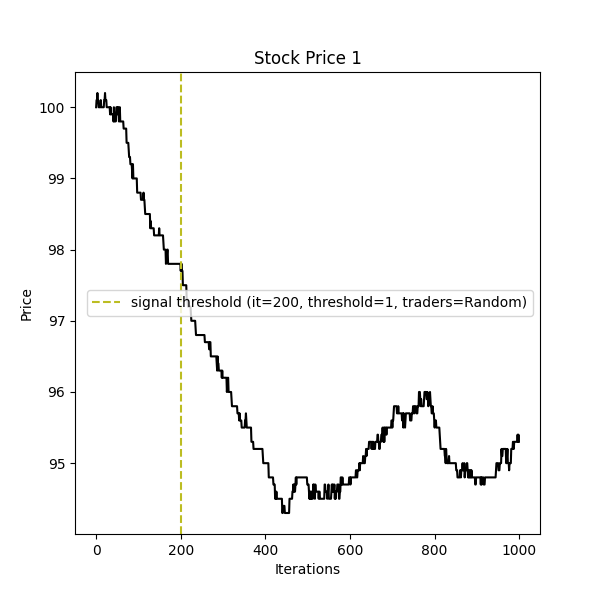 Stock Price 1
100
99
98
97
96
95
Price
signal threshold (it=200, threshold=1, traders=Random)
0 200 400 600 800 1000
Iterations